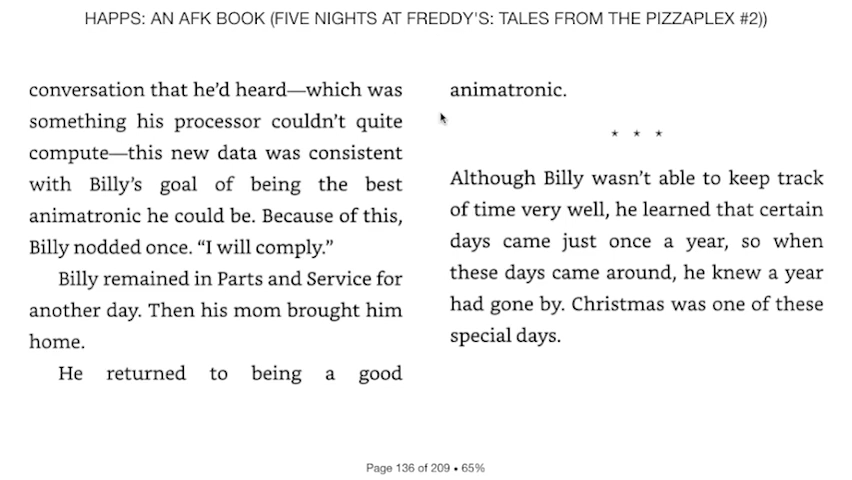 HAPPS: AN AFK BOOK (FIVE NIGHTS AT FREDDY'S: TALES FROM THE PIZZAPLEX #2))
conversation that he’d heard—which was
something his processor couldn’t quite
compute—this new data was consistent
with Billy’s goal of being the best
animatronic he could be. Because of this,
Billy nodded once. “I will comply.”
Billy remained in Parts and Service for
another day. Then his mom brought him
home.
He returned to being a good
animatronic.
* * *
Although Billy wasn’t able to keep track
of time very well, he learned that certain
days came just once a year, so when
these days came around, he knew a year
had gone by. Christmas was one of these
special days.
Page 136 of 209 • 65%